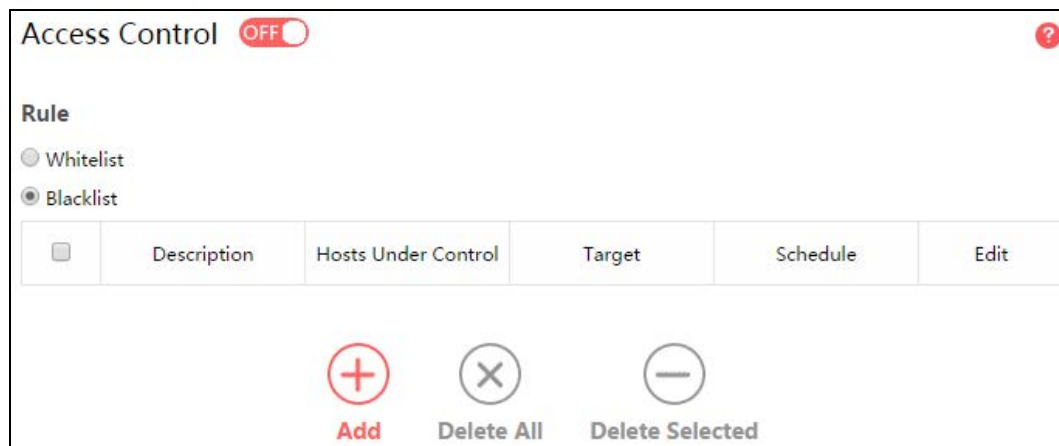 Access Control OFF ?
Rule
Whitelist
Blacklist
Description Hosts Under Control Target Schedule Edit
Add Delete All Delete Selected